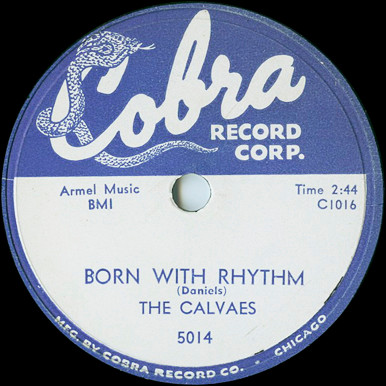 Cobra
RECORD
CORP.
Armel Music
BMI
Time 2:44
C1016
BORN WITH RHYTHM
(Daniels)
THE CALVAES
5014
MFG. BY COBRA RECORD CO. - CHICAGO